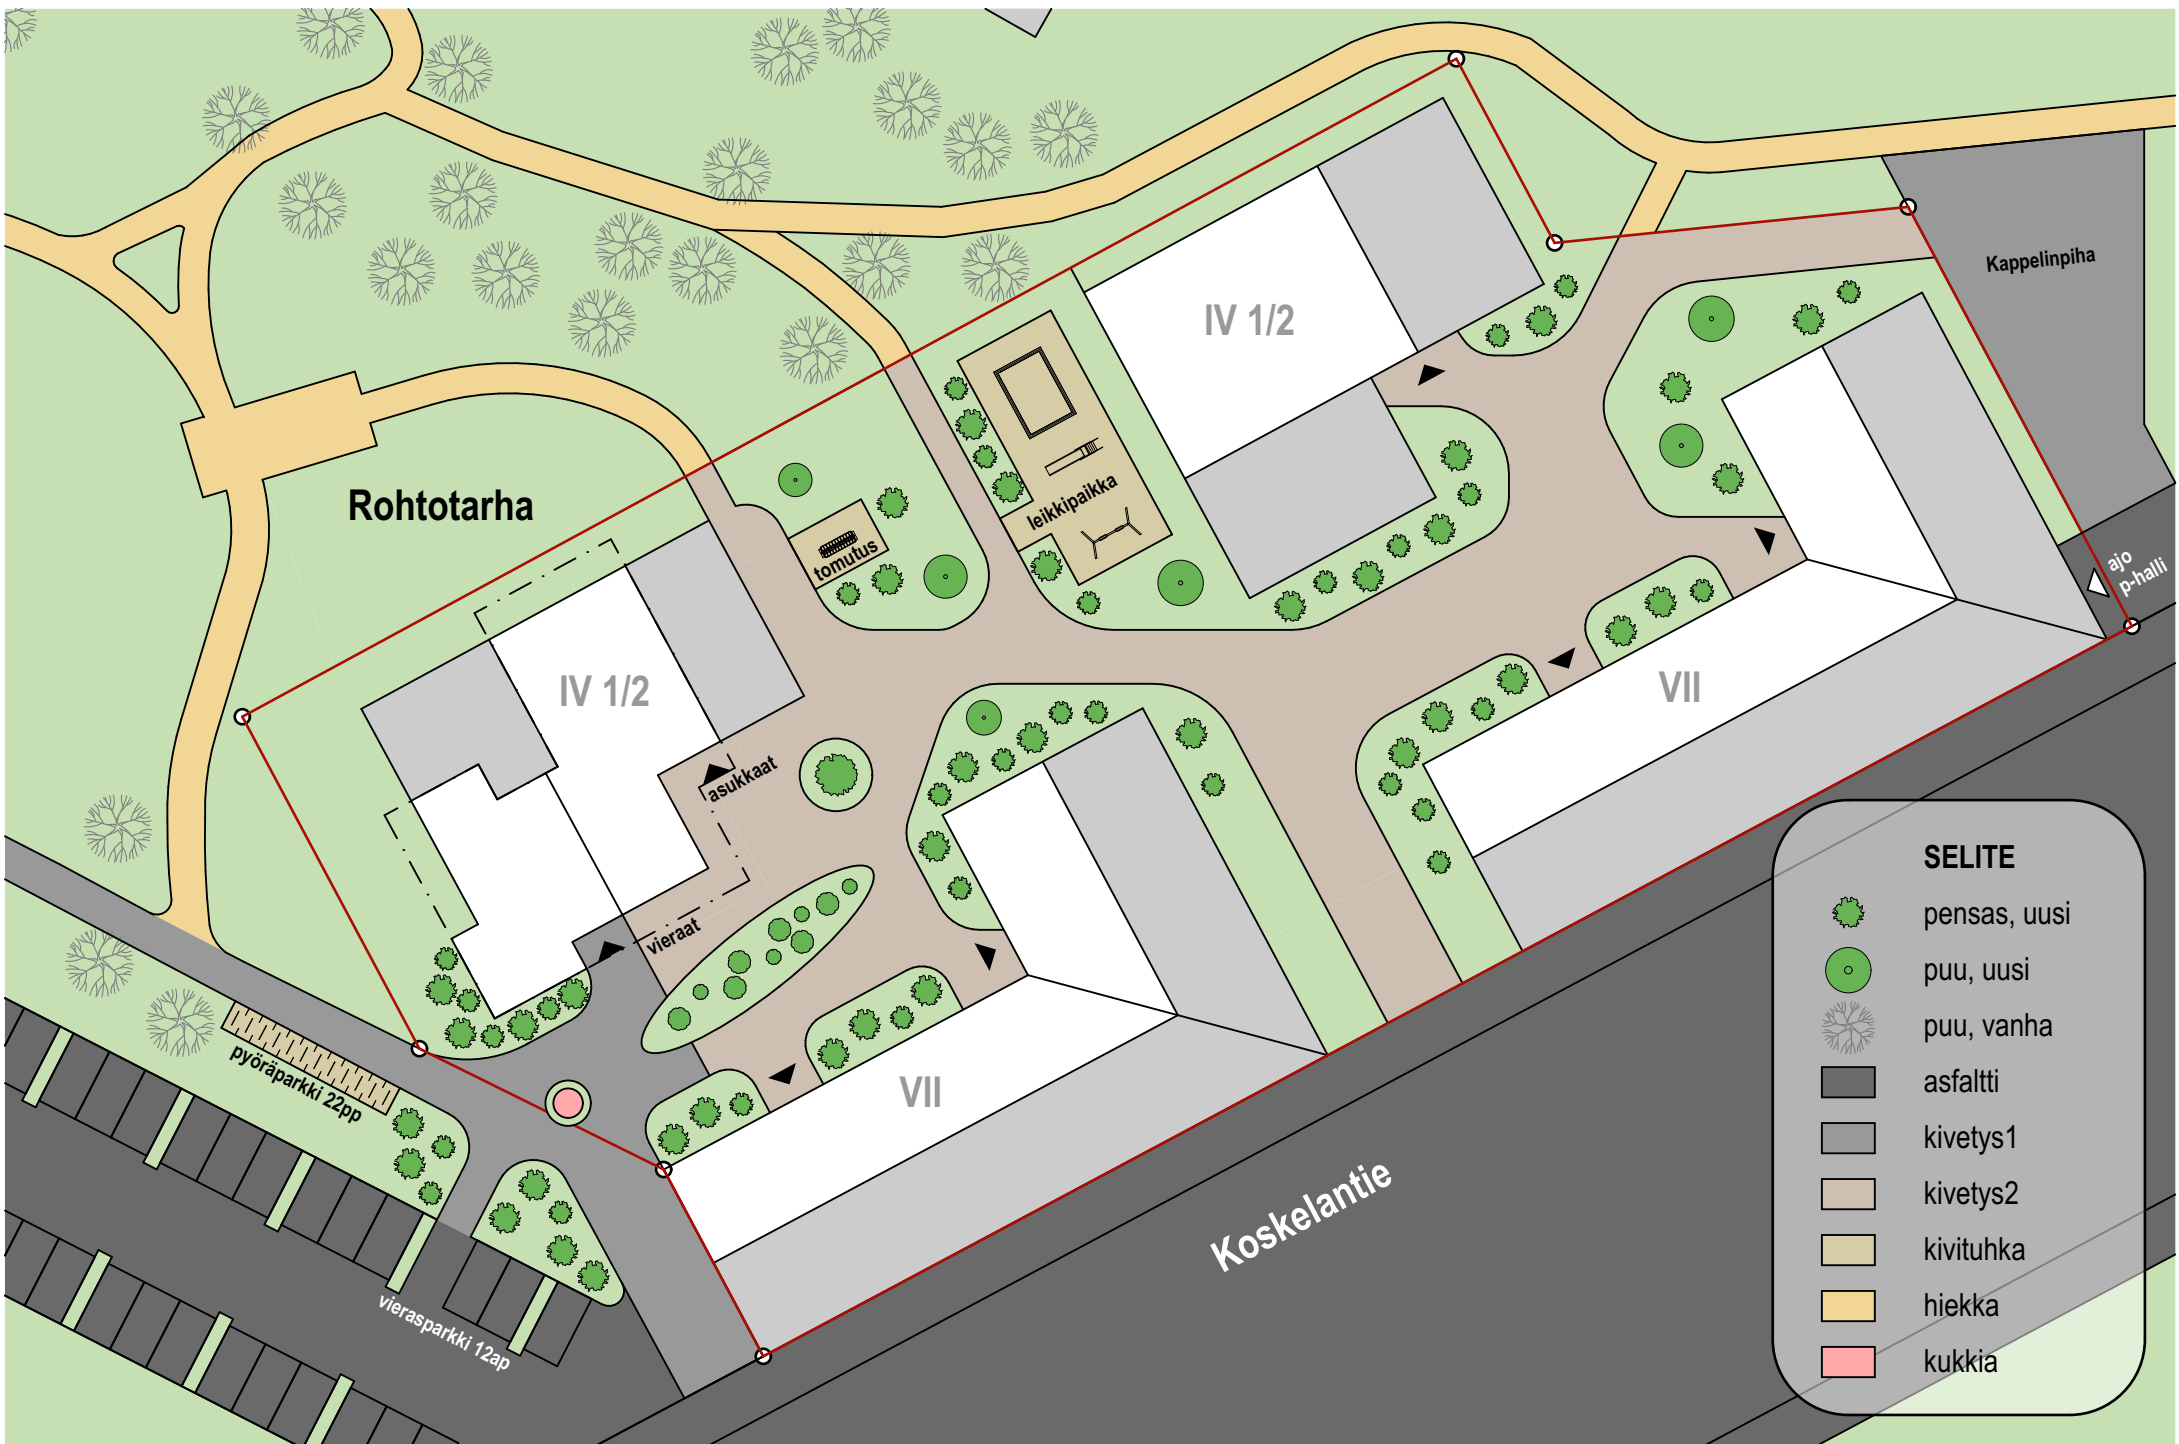 Kappelinpiha
IV 1/2
Rohtotarha
leikkipaikka
tomutus
ajo
p-halli
IV 1/2
VII
asukkaat
vieraat
pyöräparkki 22pp
VII
Koskelantie
vierasparkki 12ap
SELITE
pensas, uusi
puu, uusi
puu, vanha
asfaltti
kivetys1
kivetys2
kivituhka
hiekka
kukkia